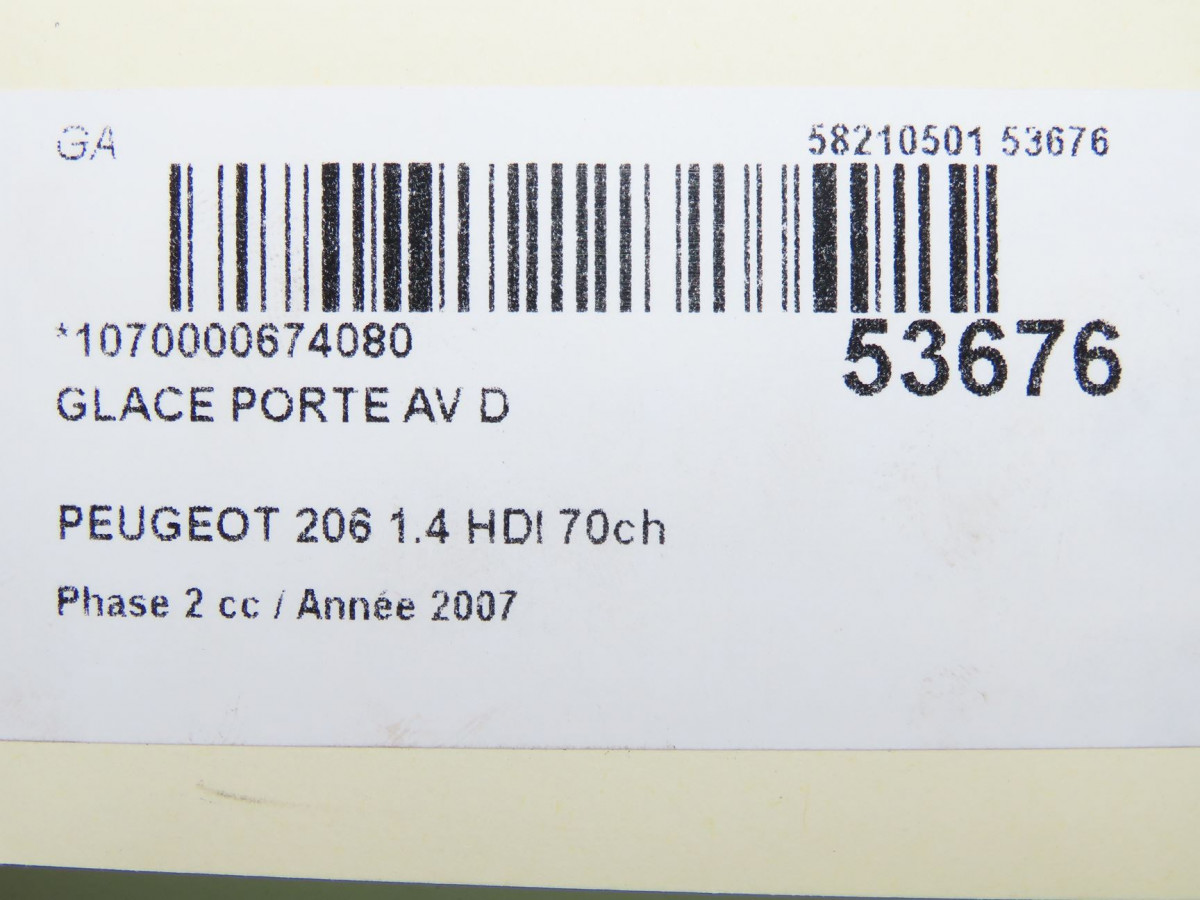 GA
58210501 53676
*1070000674080
53676
GLACE PORTE AV D
PEUGEOT 206 1.4 HDI 70ch
Phase 2 cc / Année 2007